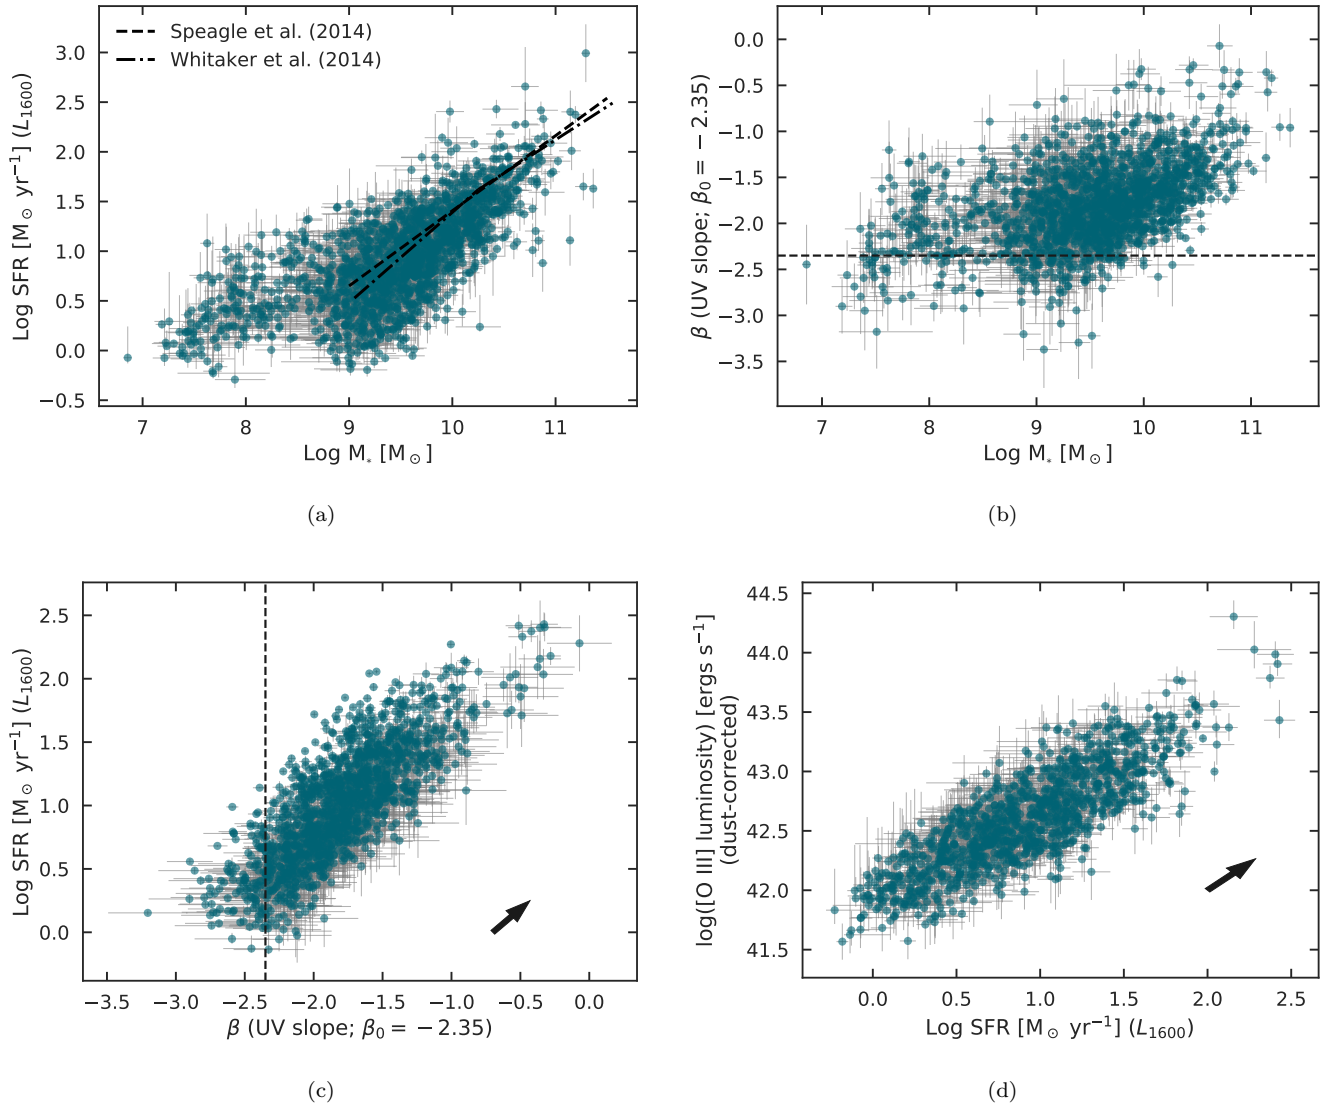 Speagle et al. (2014)
Whitaker et al. (2014)
Log SFR [M⊙ yr⁻¹] (L₁₆₀₀)
3.0
2.5
2.0
1.5
1.0
0.5
0.0
−0.5
7 8 9 10 11
Log M* [M⊙]
(a)
β (UV slope; β₀ = −2.35)
0.0
−0.5
−1.0
−1.5
−2.0
−2.5
−3.0
−3.5
7 8 9 10 11
Log M* [M⊙]
(b)
Log SFR [M⊙ yr⁻¹] (L₁₆₀₀)
2.5
2.0
1.5
1.0
0.5
0.0
−3.5 −3.0 −2.5 −2.0 −1.5 −1.0 −0.5 0.0
β (UV slope; β₀ = −2.35)
(c)
log([O III] luminosity) [ergs s⁻¹]
(dust-corrected)
44.5
44.0
43.5
43.0
42.5
42.0
41.5
0.0 0.5 1.0 1.5 2.0 2.5
Log SFR [M⊙ yr⁻¹] (L₁₆₀₀)
(d)